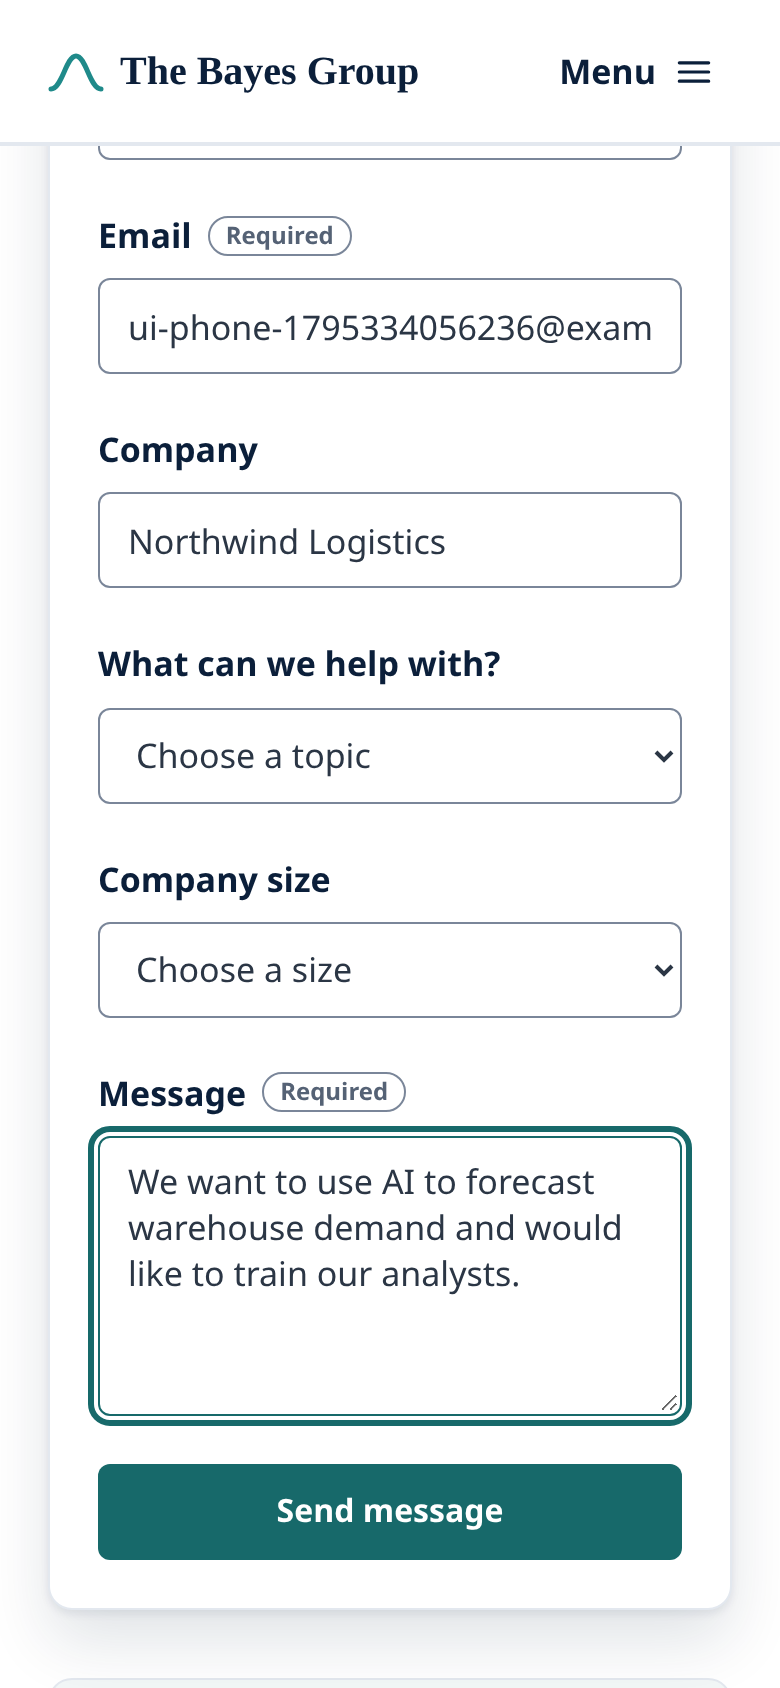 The Bayes Group
Menu
Email Required
ui-phone-1795334056236@exam
Company
Northwind Logistics
What can we help with?
Choose a topic
Company size
Choose a size
Message Required
We want to use AI to forecast
warehouse demand and would
like to train our analysts.
Send message